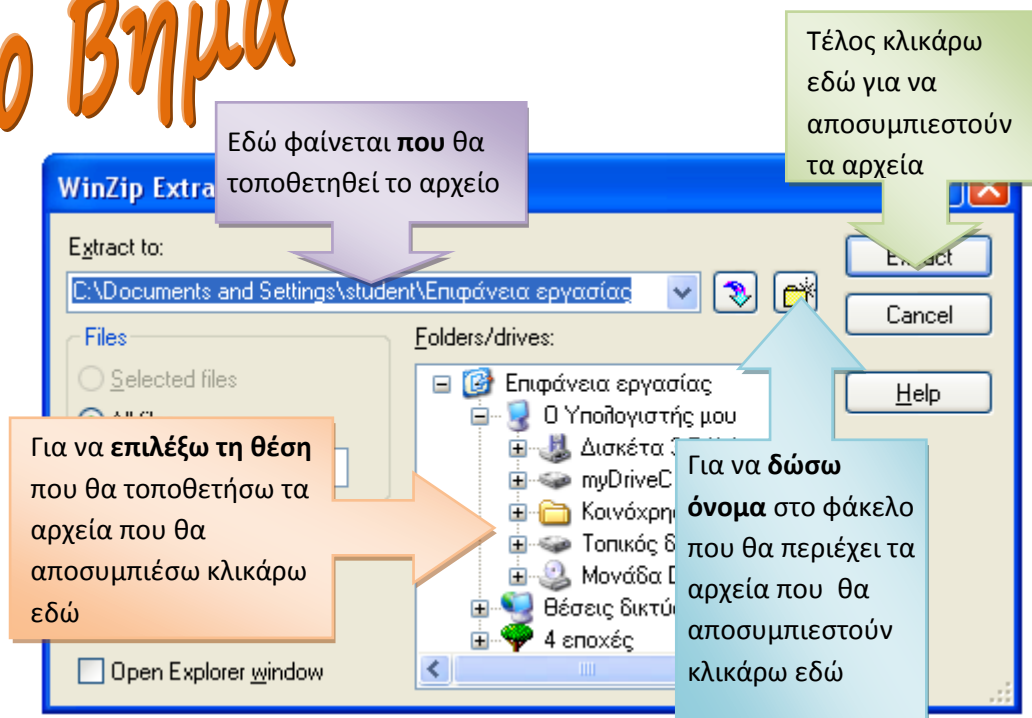 ο Βημα
Τέλος κλικάρω
εδώ για να
αποσυμπιεστούν
τα αρχεία
Εδώ φαίνεται που θα
τοποθετηθεί το αρχείο
WinZip Extra
Extract to:
C:\Documents and Settings\student\Επιφάνεια εργασίας
Cancel
Help
Files
Selected files
Folders/drives:
Επιφάνεια εργασίας
Ο Υπολογιστής μου
Δισκέτα
myDriveC
Κοινόχρη
Τοπικός
Μονάδα
Θέσεις δικτύ
4 εποχές
Για να επιλέξω τη θέση
που θα τοποθετήσω τα
αρχεία που θα
αποσυμπιέσω κλικάρω
εδώ
Για να δώσω
όνομα στο φάκελο
που θα περιέχει τα
αρχεία που θα
αποσυμπιεστούν
κλικάρω εδώ
Open Explorer window